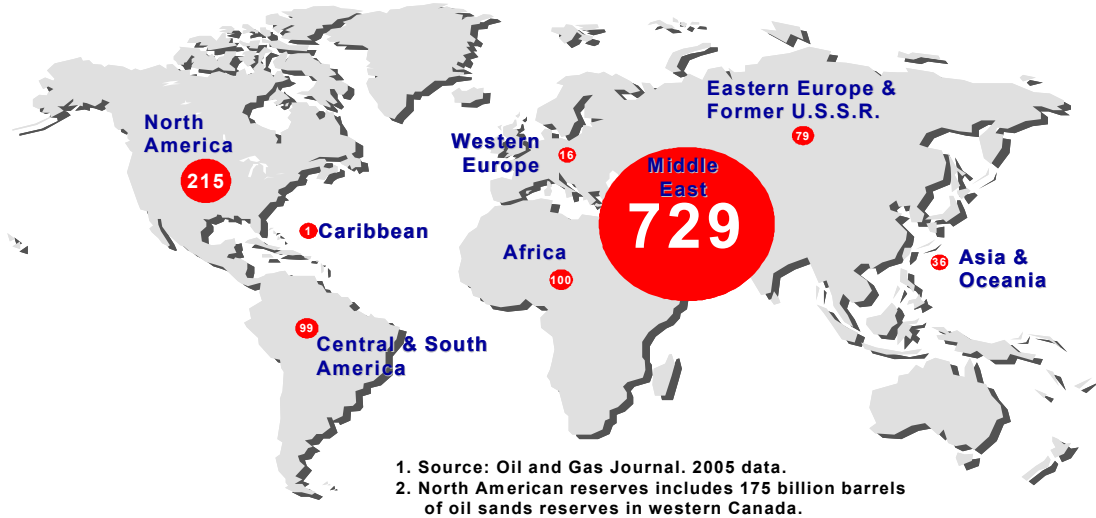 Eastern Europe &
Former U.S.S.R.
79
North
America
215
Western
Europe
16
Middle
East
729
1
Caribbean
Africa
100
36
Asia &
Oceania
99
Central & South
America
1. Source: Oil and Gas Journal. 2005 data.
2. North American reserves includes 175 billion barrels
of oil sands reserves in western Canada.